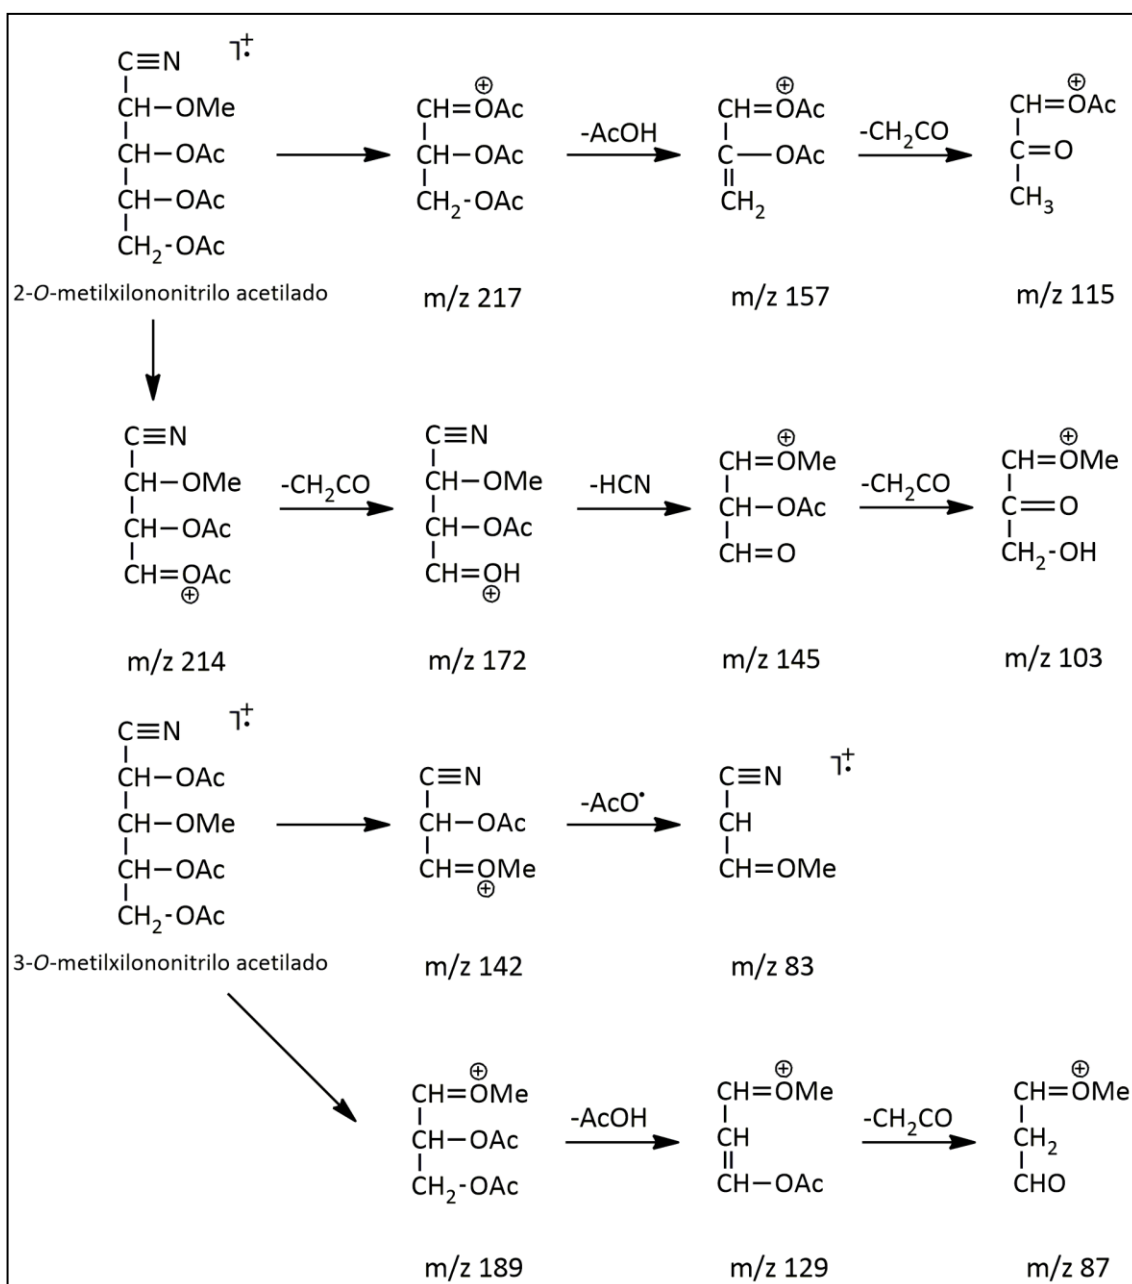 C≡N ⌉•+
CH–OMe
CH–OAc
CH–OAc
CH₂-OAc
2-O-metilxilononitrilo acetilado
⊕
CH=OAc
CH–OAc
CH₂-OAc
m/z 217
-AcOH
⊕
CH=OAc
C–OAc
CH₂
m/z 157
-CH₂CO
⊕
CH=OAc
C=O
CH₃
m/z 115
C≡N
CH–OMe
CH–OAc
CH=OAc
⊕
m/z 214
-CH₂CO
C≡N
CH–OMe
CH–OAc
CH=OH
⊕
m/z 172
-HCN
⊕
CH=OMe
CH–OAc
CH=O
m/z 145
-CH₂CO
⊕
CH=OMe
C=O
CH₂-OH
m/z 103
C≡N ⌉•+
CH–OAc
CH–OMe
CH–OAc
CH₂-OAc
3-O-metilxilononitrilo acetilado
C≡N
CH–OAc
CH=OMe
⊕
m/z 142
-AcO•
C≡N ⌉•+
CH
CH=OMe
m/z 83
⊕
CH=OMe
CH–OAc
CH₂-OAc
m/z 189
-AcOH
⊕
CH=OMe
CH
CH–OAc
m/z 129
-CH₂CO
⊕
CH=OMe
CH₂
CHO
m/z 87